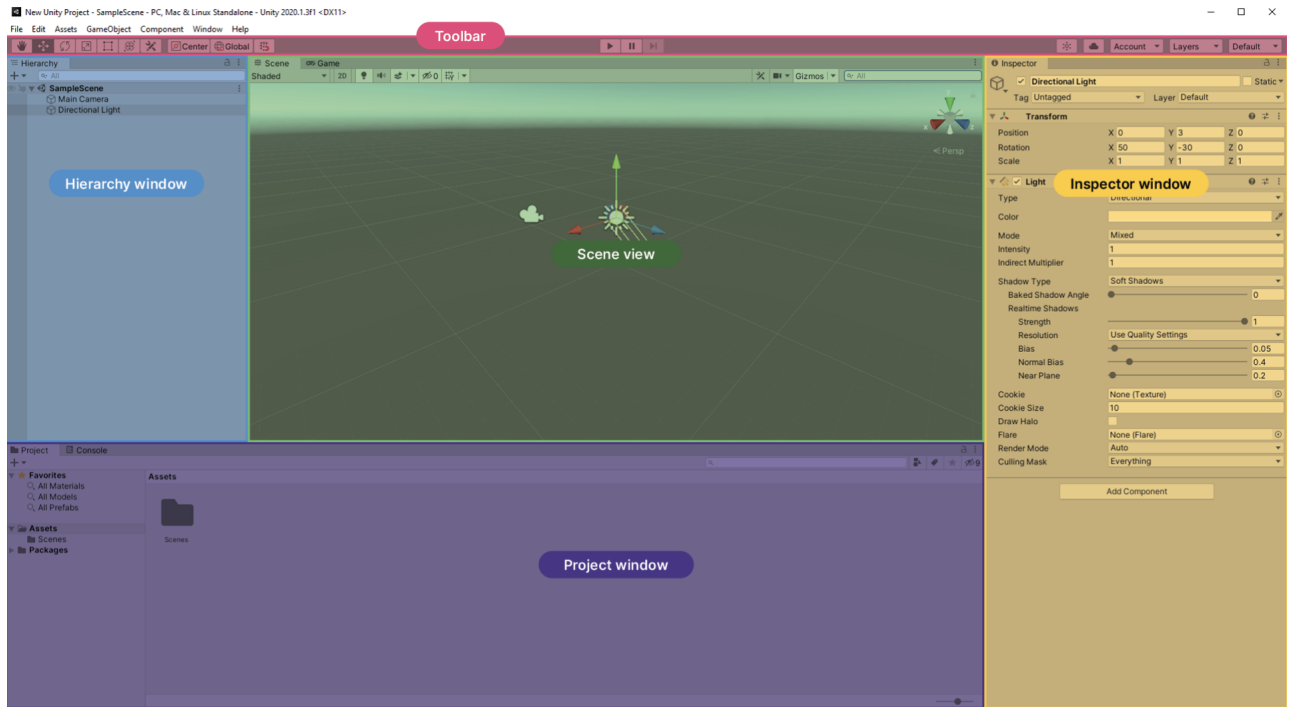 New Unity Project - SampleScene - PC, Mac & Linux Standalone - Unity 2020.1.3f1 <DX11>
File Edit Assets GameObject Component Window Help
Toolbar
Center Global
Account Layers Default
Hierarchy
All
SampleScene
Main Camera
Directional Light
Hierarchy window
Scene Game
Shaded 2D 0 Gizmos All
x
Persp
Scene view
Inspector
Directional Light Static
Tag Untagged Layer Default
Transform
Position X 0 Y 3 Z 0
Rotation X 50 Y -30 Z 0
Scale X 1 Y 1 Z 1
Light
Inspector window
Type Directional
Color
Mode Mixed
Intensity 1
Indirect Multiplier 1
Shadow Type Soft Shadows
Baked Shadow Angle 0
Realtime Shadows
Strength 1
Resolution Use Quality Settings
Bias 0.05
Normal Bias 0.4
Near Plane 0.2
Cookie None (Texture)
Cookie Size 10
Draw Halo
Flare None (Flare)
Render Mode Auto
Culling Mask Everything
Add Component
Project Console
9
Favorites
All Materials
All Models
All Prefabs
Assets
Scenes
Packages
Assets
Scenes
Project window